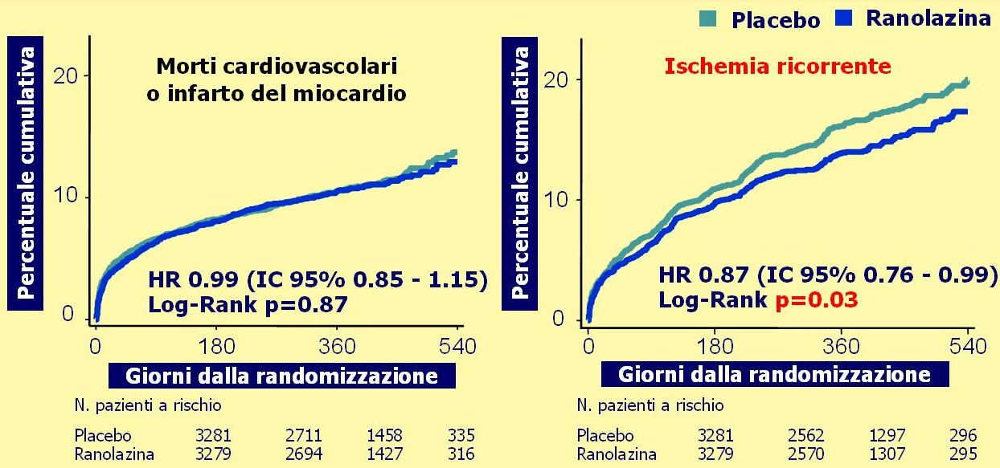 Placebo Ranolazina
Percentuale cumulativa
Morti cardiovascolari
o infarto del miocardio
20
10
0
HR 0.99 (IC 95% 0.85 - 1.15)
Log-Rank p=0.87
0 180 360 540
Giorni dalla randomizzazione
N. pazienti a rischio
Placebo 3281 2711 1458 335
Ranolazina 3279 2694 1427 316
Percentuale cumulativa
Ischemia ricorrente
20
10
0
HR 0.87 (IC 95% 0.76 - 0.99)
Log-Rank p=0.03
0 180 360 540
Giorni dalla randomizzazione
N. pazienti a rischio
Placebo 3281 2562 1297 296
Ranolazina 3279 2570 1307 295